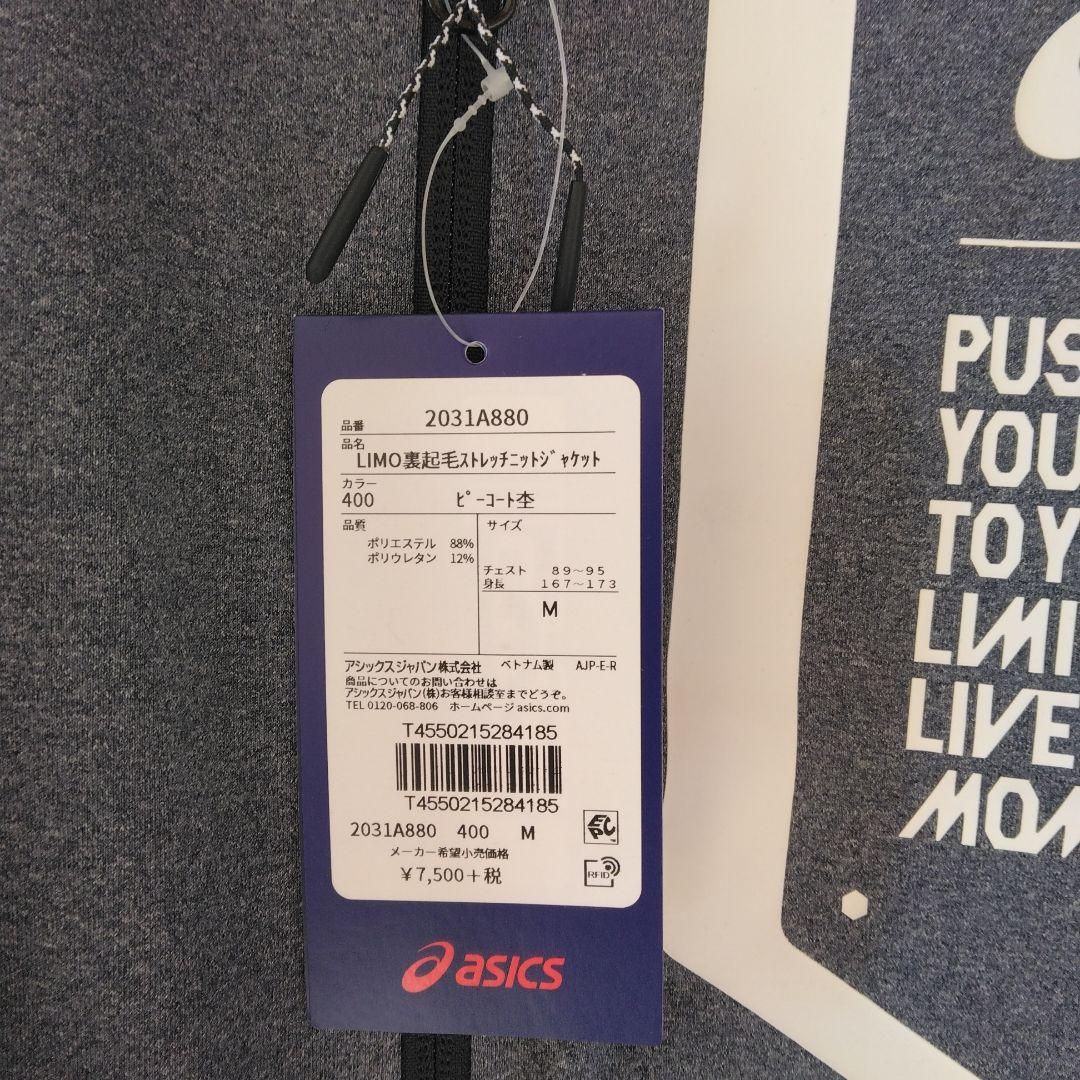 品番 2031A880
品名
LIMO裏起毛ｽﾄﾚｯﾁﾆｯﾄｼﾞｬｹｯﾄ
カラー
400 ﾋﾟｰｺｰﾄ杢
品質
ポリエステル 88%
ポリウレタン 12%
サイズ
チェスト 89～95
身長 167～173
M
アシックスジャパン株式会社 ベトナム製 AJP-E-R
商品についてのお問い合わせは
アシックスジャパン(株)お客様相談室までどうぞ。
TEL 0120-068-806 ホームページ asics.com
T4550215284185
T4550215284185
2031A880 400 M
メーカー希望小売価格
￥7,500＋税
EPC
RFID
asics
PUS
YOU
TO Y
LIMI
LIVE
MOM